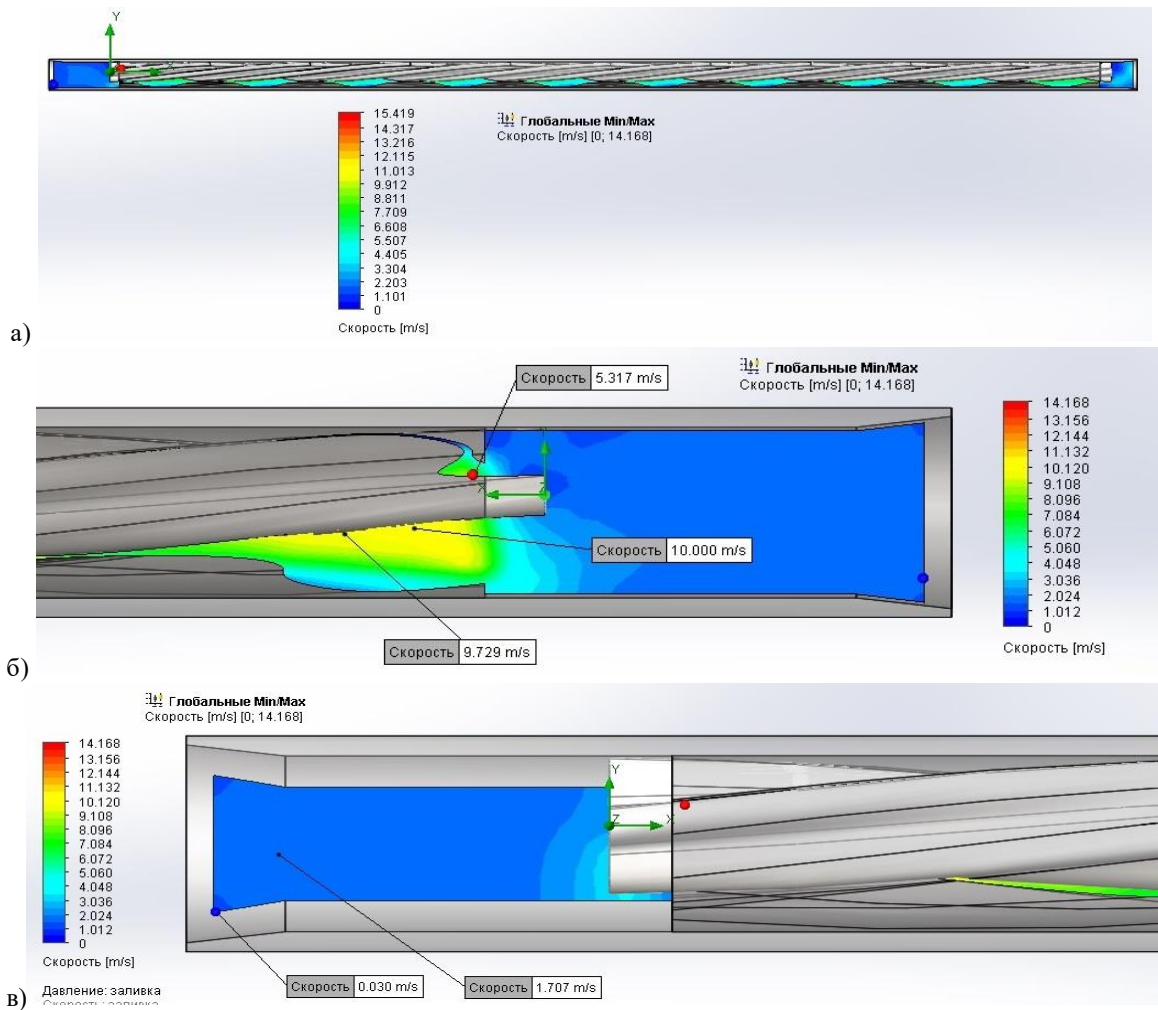 Y
X
15.419
14.317
13.216
12.115
11.013
9.912
8.811
7.709
6.608
5.507
4.405
3.304
2.203
1.101
0
Скорость [m/s]
Глобальные Min/Max
Скорость [m/s] [0; 14.168]
а)
Скорость 5.317 m/s
Глобальные Min/Max
Скорость [m/s] [0; 14.168]
14.168
13.156
12.144
11.132
10.120
9.108
8.096
7.084
6.072
5.060
4.048
3.036
2.024
1.012
0
Скорость [m/s]
X
Z
Скорость 10.000 m/s
Скорость 9.729 m/s
б)
Глобальные Min/Max
Скорость [m/s] [0; 14.168]
14.168
13.156
12.144
11.132
10.120
9.108
8.096
7.084
6.072
5.060
4.048
3.036
2.024
1.012
0
Скорость [m/s]
Давление: заливка
Y
Z
X
Скорость 0.030 m/s
Скорость 1.707 m/s
в)